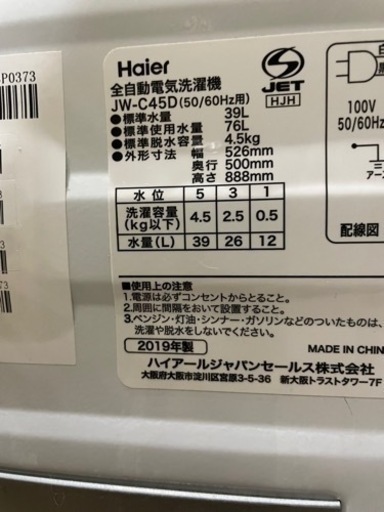 P0373
Haier
全自動電気洗濯機
JW-C45D(50/60Hz用)
JET
HJH
●標準水量 39L
●標準使用水量 76L
●標準脱水容量 4.5kg
●外形寸法 幅 526mm
奥行 500mm
高さ 888mm
100V
50/60Hz
アース
配線図
水位 5 3 1
洗濯容量(kg以下) 4.5 2.5 0.5
水量(L) 39 26 12
■使用上の注意
1.電源は必ずコンセントからとること。
2.周囲に間隔をおいて設置すること。
3.ベンジン・灯油・シンナー・ガソリンなどのついたものは、
洗濯や脱水をしないでください。
2019年製
MADE IN CHIN
ハイアールジャパンセールス株式会社
大阪府大阪市淀川区宮原3-5-36 新大阪トラストタワー7F